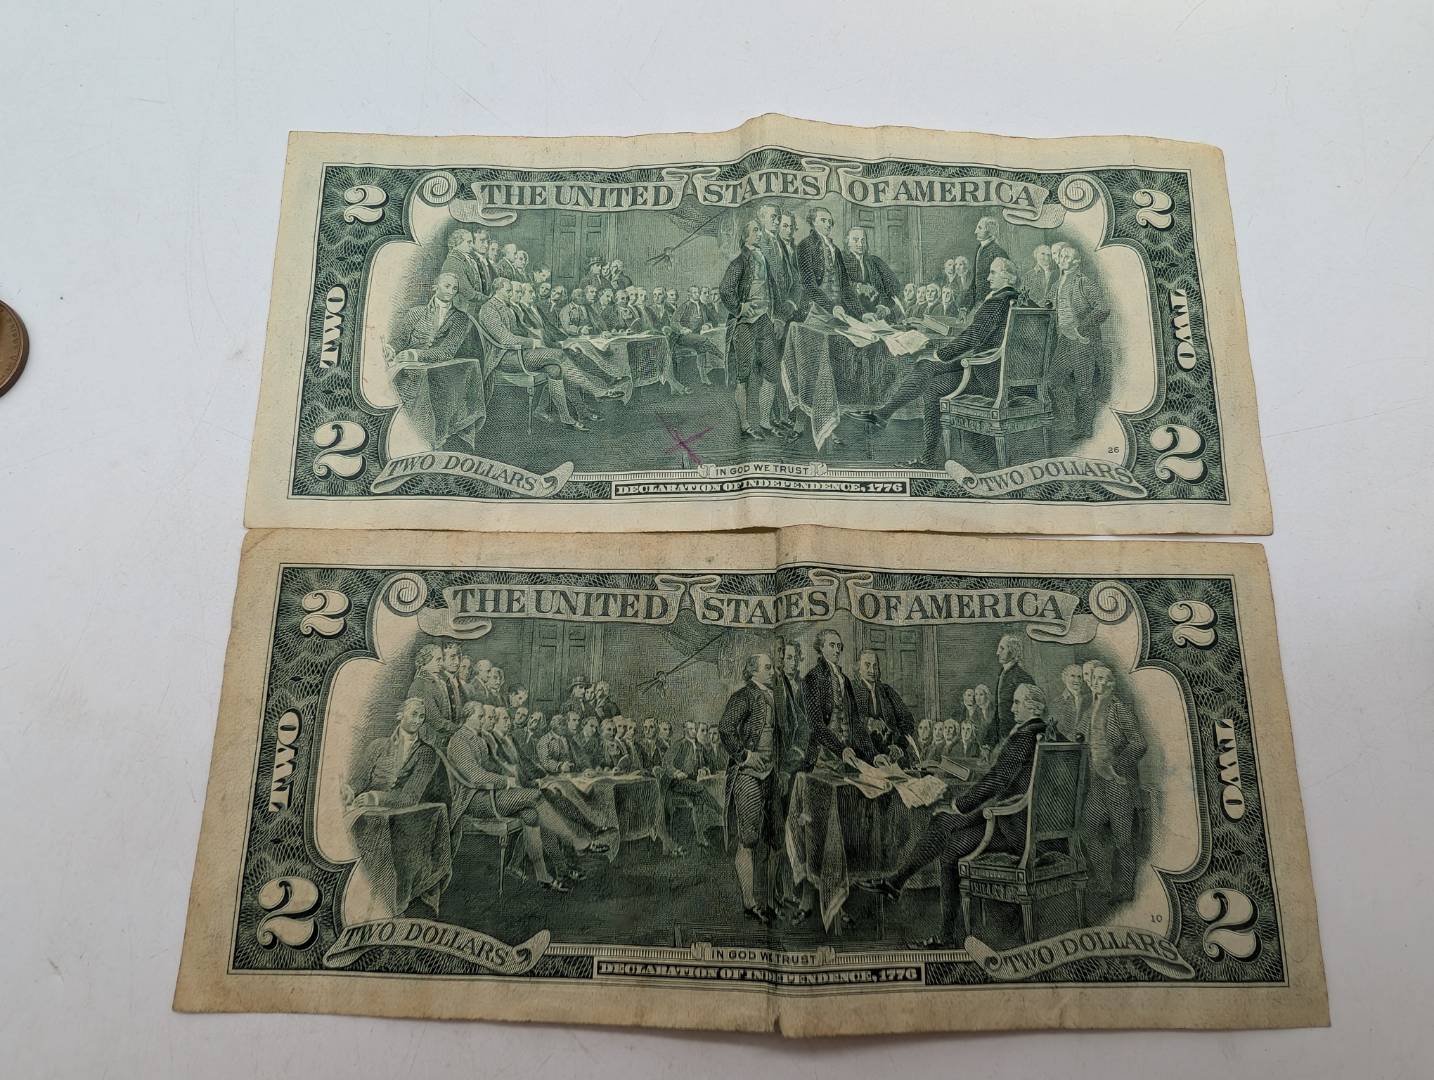 THE UNITED STATES OF AMERICA
2 2
TWO TWO
2 2
26
TWO DOLLARS IN GOD WE TRUST TWO DOLLARS
DECLARATION OF INDEPENDENCE, 1776
THE UNITED STATES OF AMERICA
2 2
TWO TWO
2 2
10
TWO DOLLARS IN GOD WE TRUST TWO DOLLARS
DECLARATION OF INDEPENDENCE, 1776